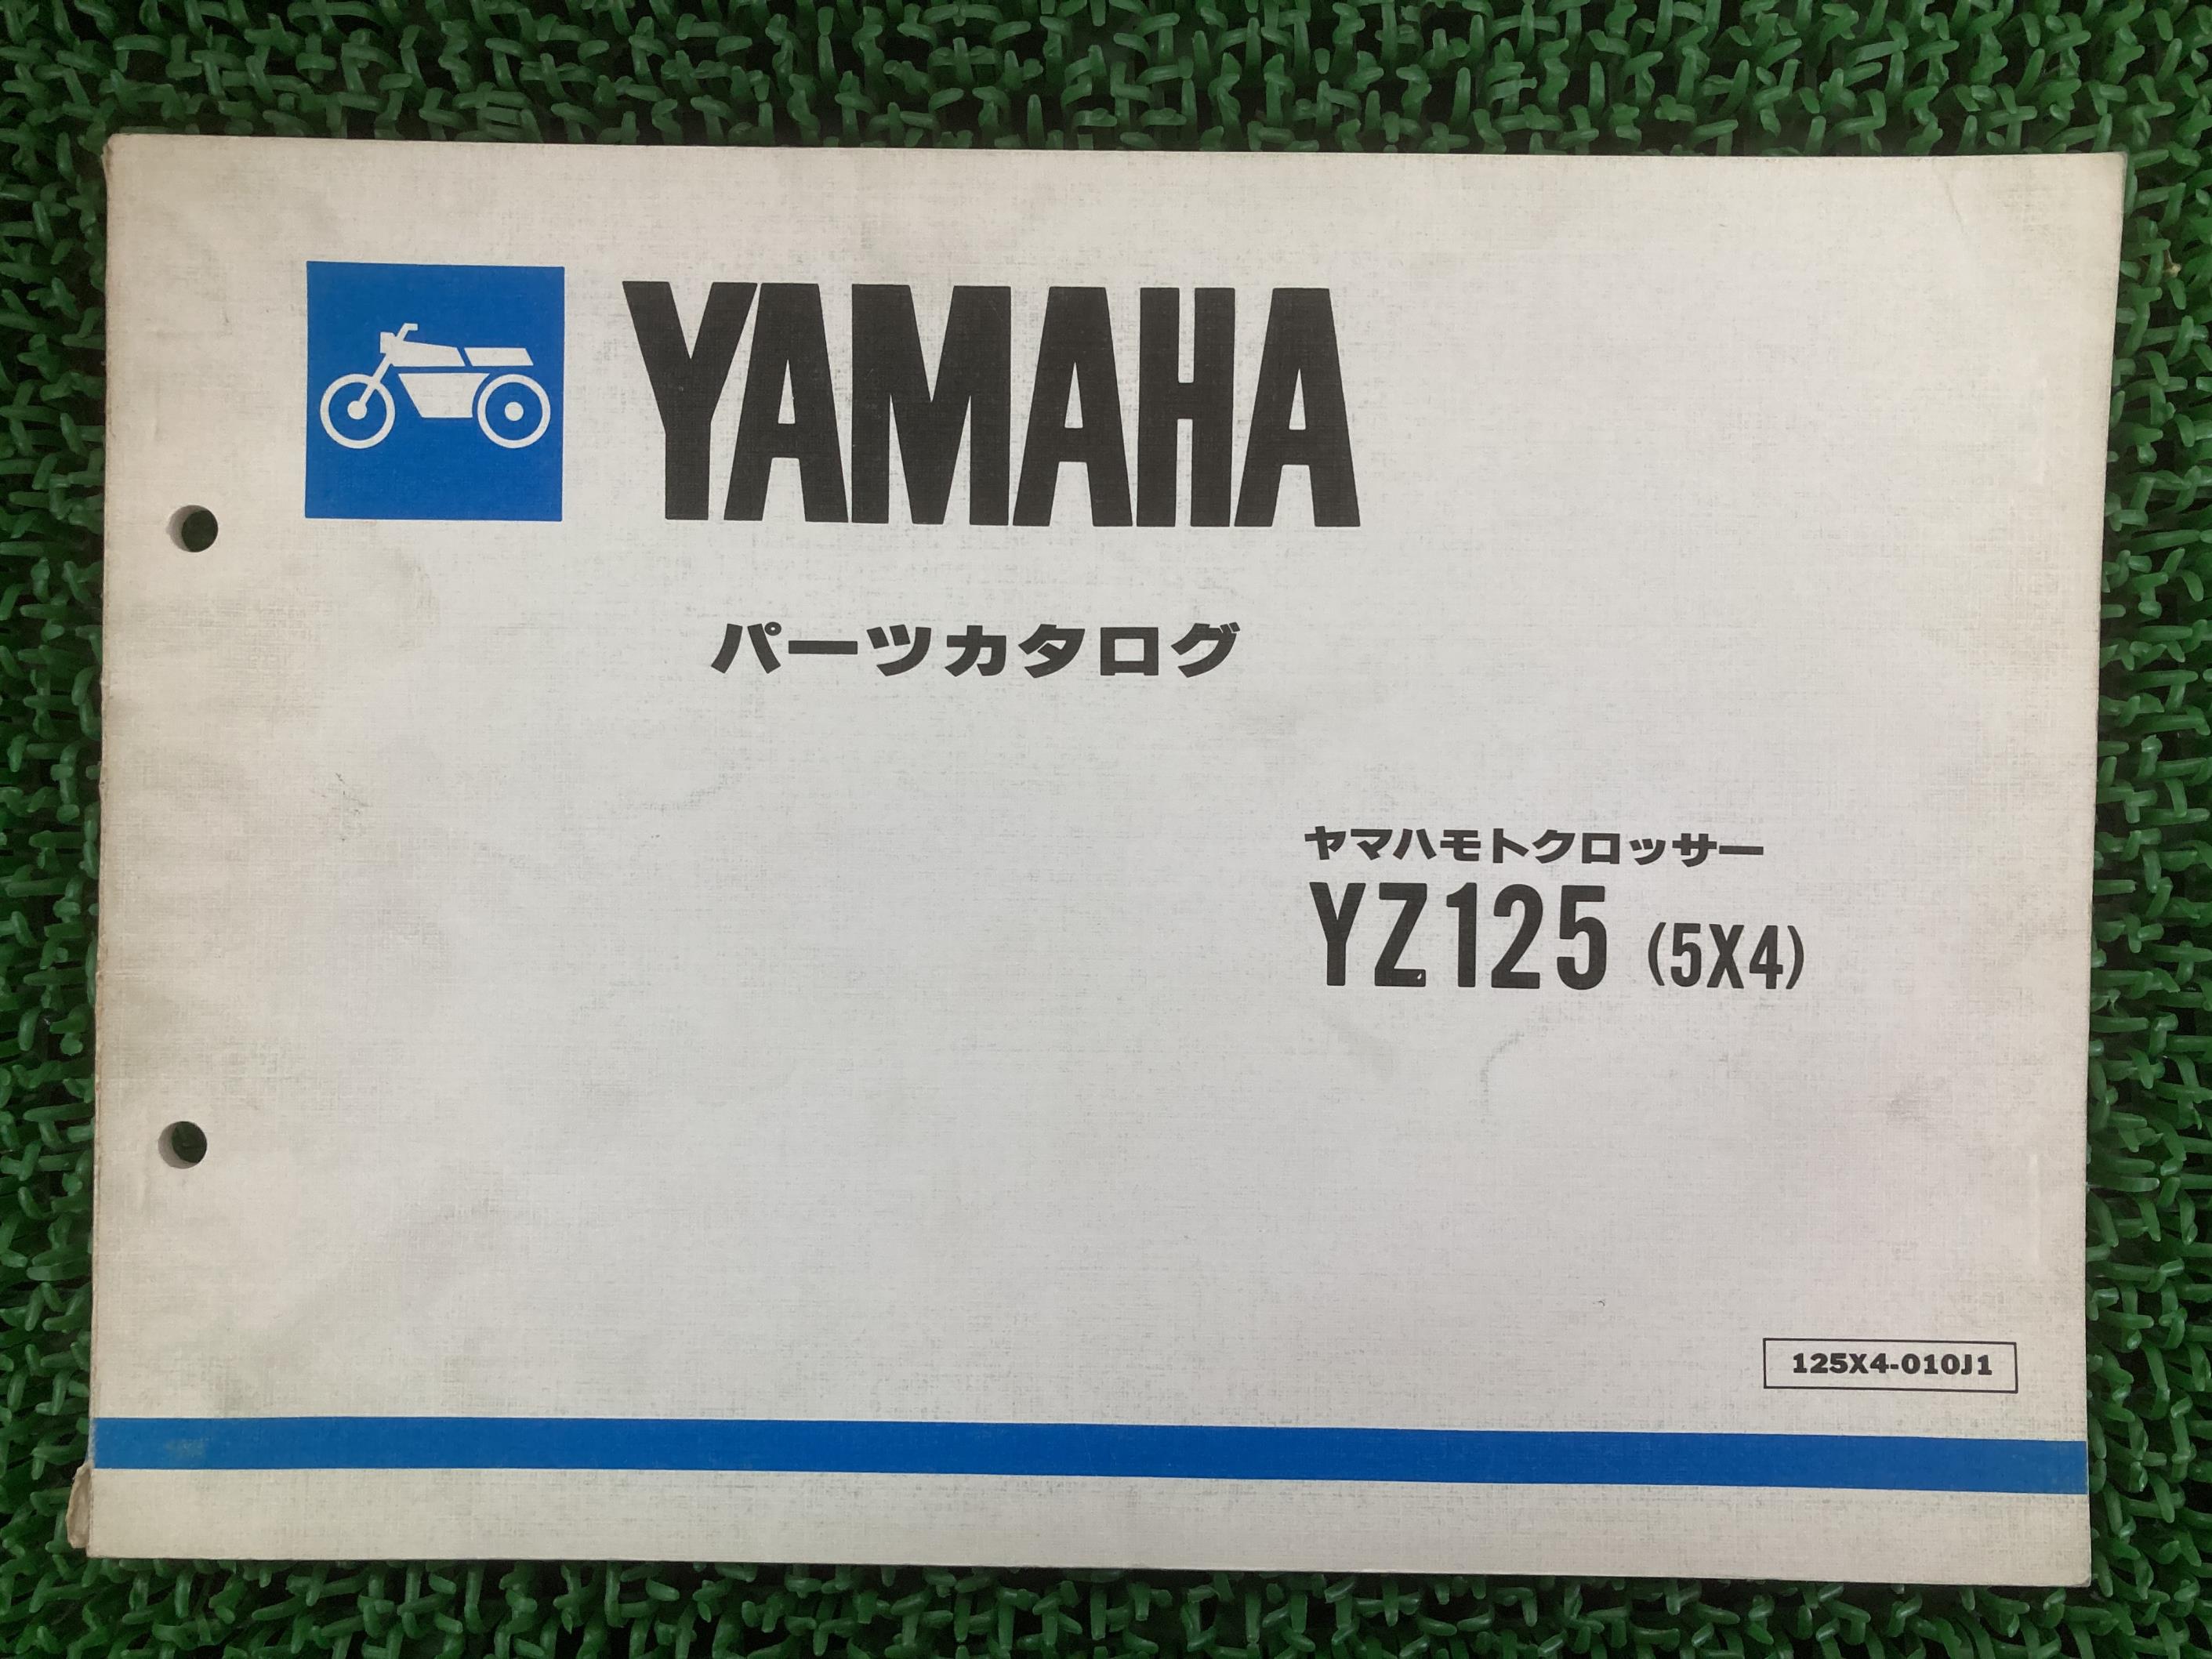 YAMAHA
パーツカタログ
ヤマハモトクロッサー
YZ125 (5X4)
125X4-010J1